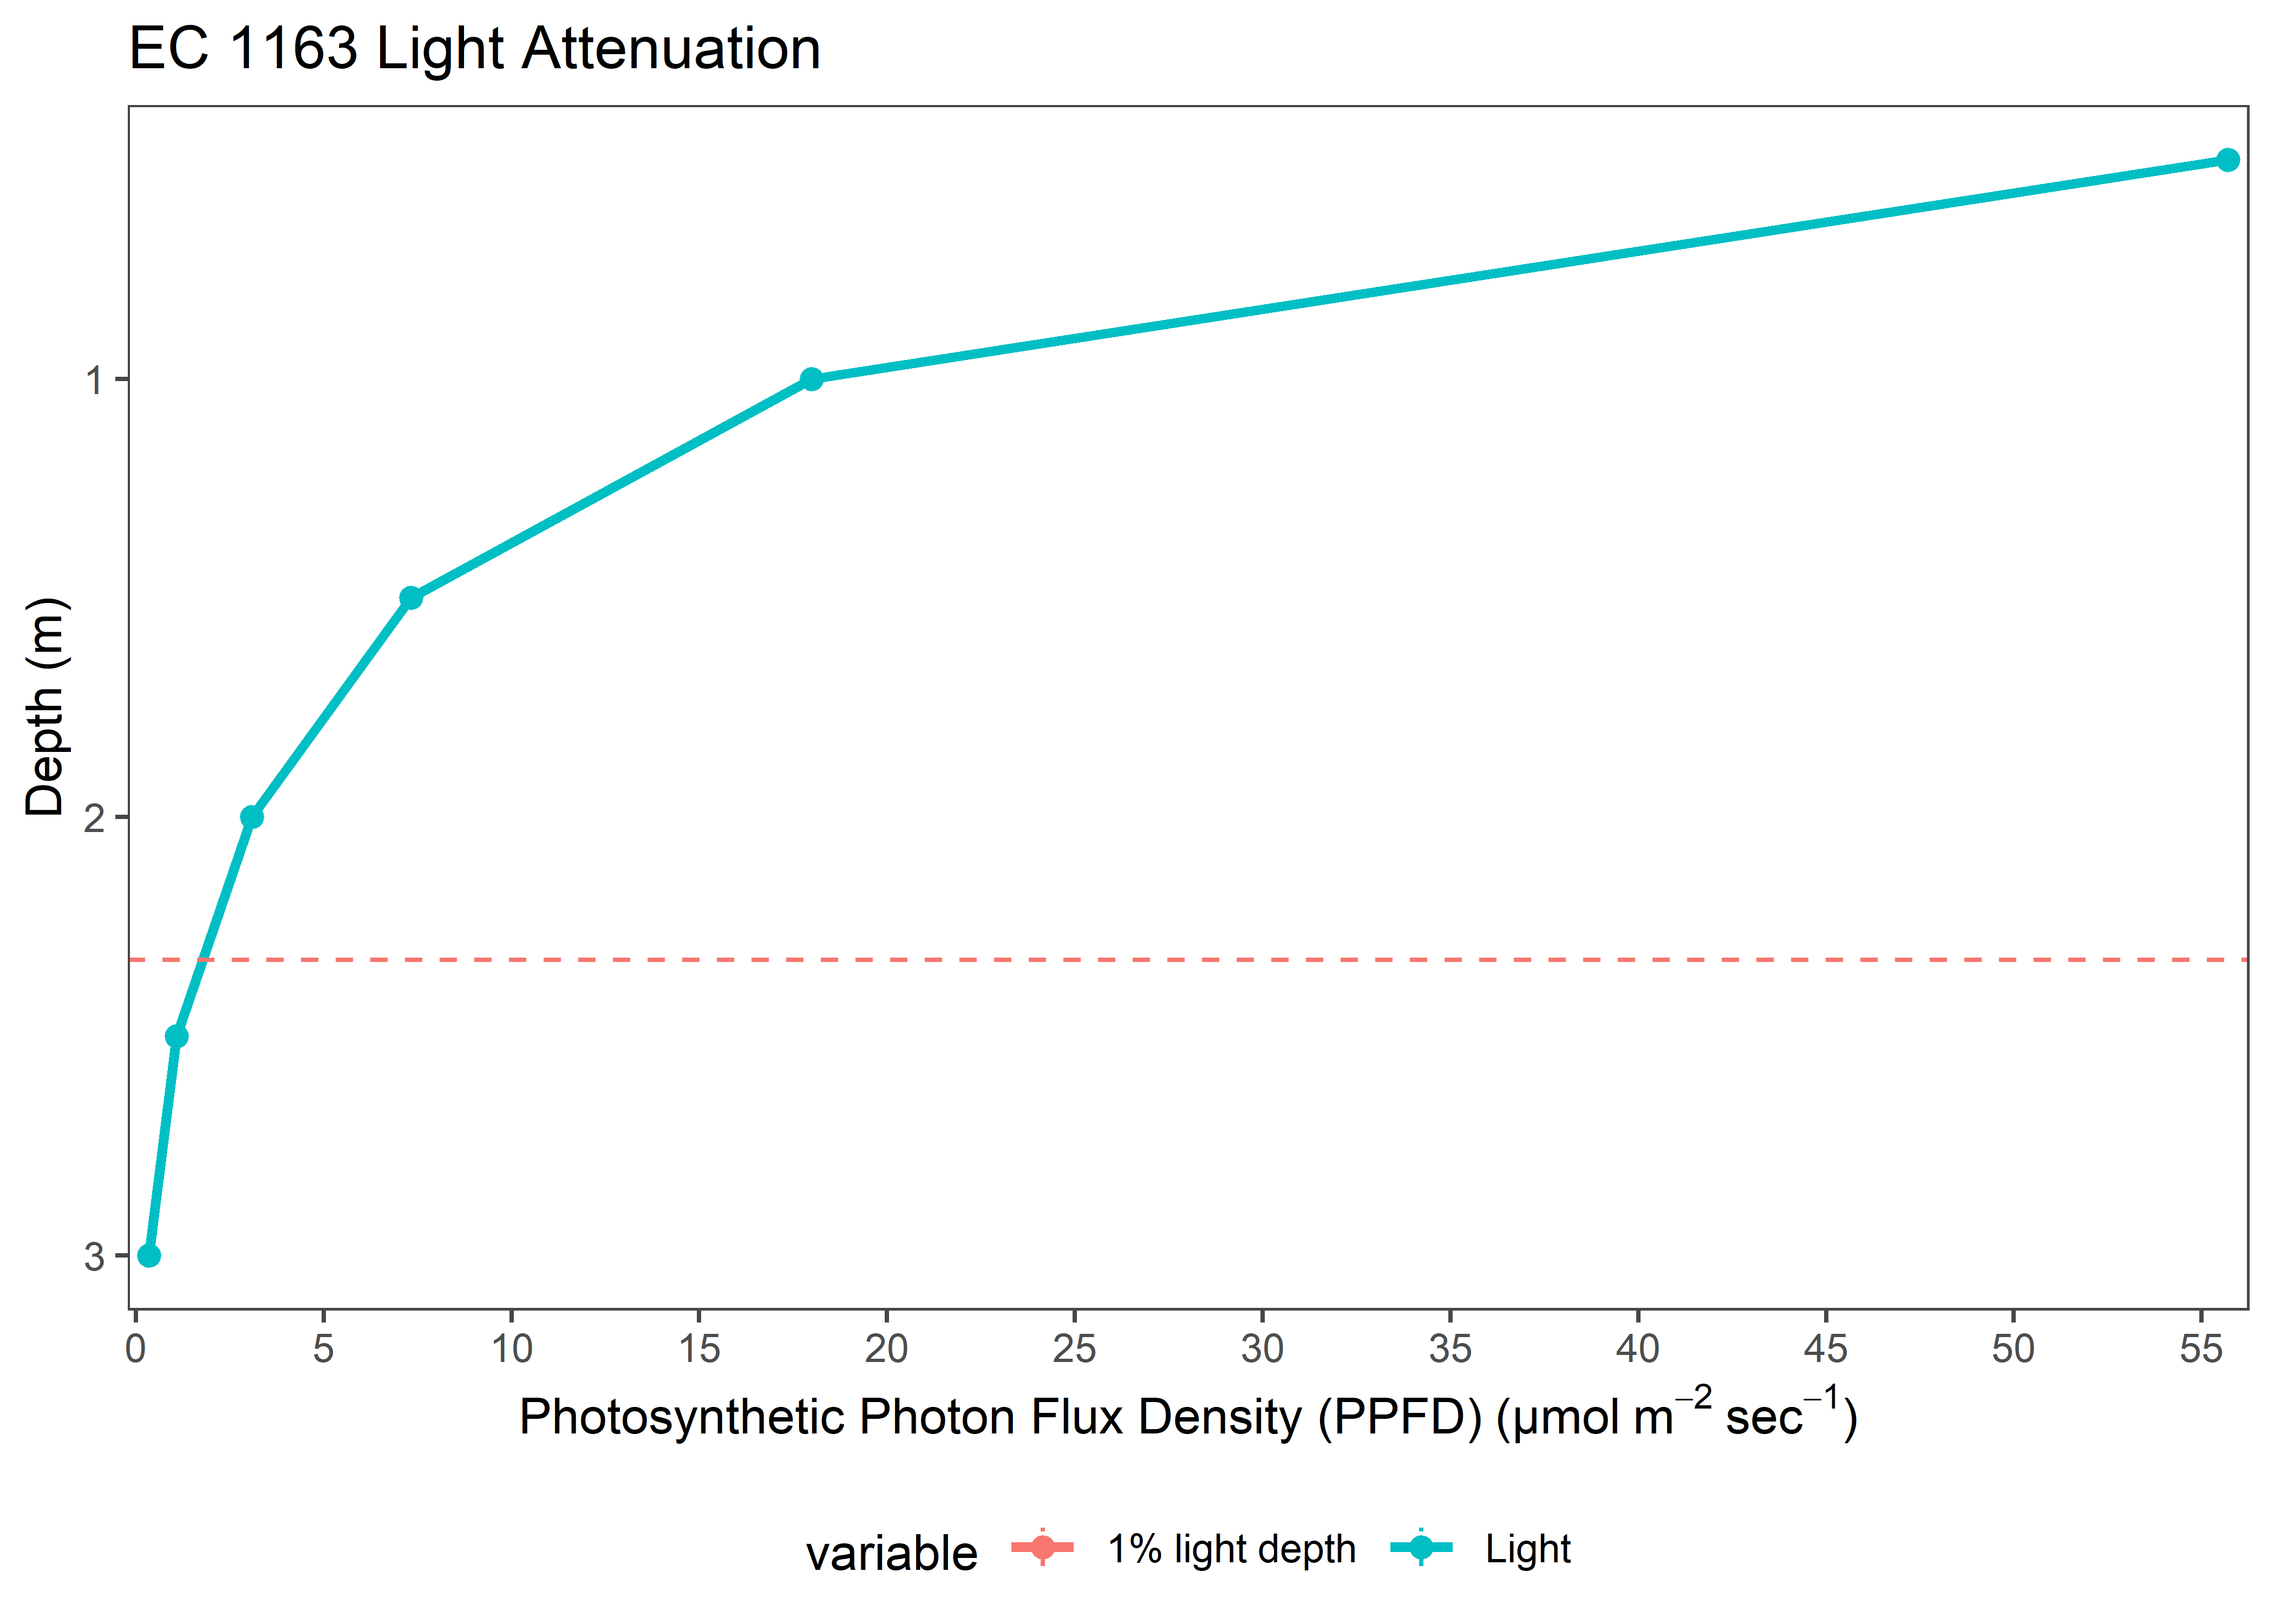 EC 1163 Light Attenuation
Depth (m)
1
2
3
0 5 10 15 20 25 30 35 40 45 50 55
Photosynthetic Photon Flux Density (PPFD) (µmol m⁻² sec⁻¹)
variable 1% light depth Light